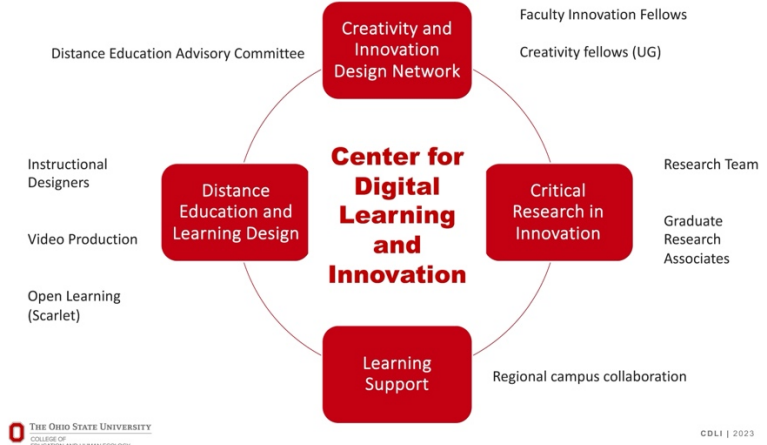 Creativity and
Innovation
Design Network
Faculty Innovation Fellows
Creativity fellows (UG)
Distance Education Advisory Committee
Instructional
Designers
Video Production
Open Learning
(Scarlet)
Distance
Education and
Learning Design
Center for
Digital
Learning
and
Innovation
Critical
Research in
Innovation
Research Team
Graduate
Research
Associates
Learning
Support
Regional campus collaboration
THE OHIO STATE UNIVERSITY
COLLEGE OF
CDLI | 2023